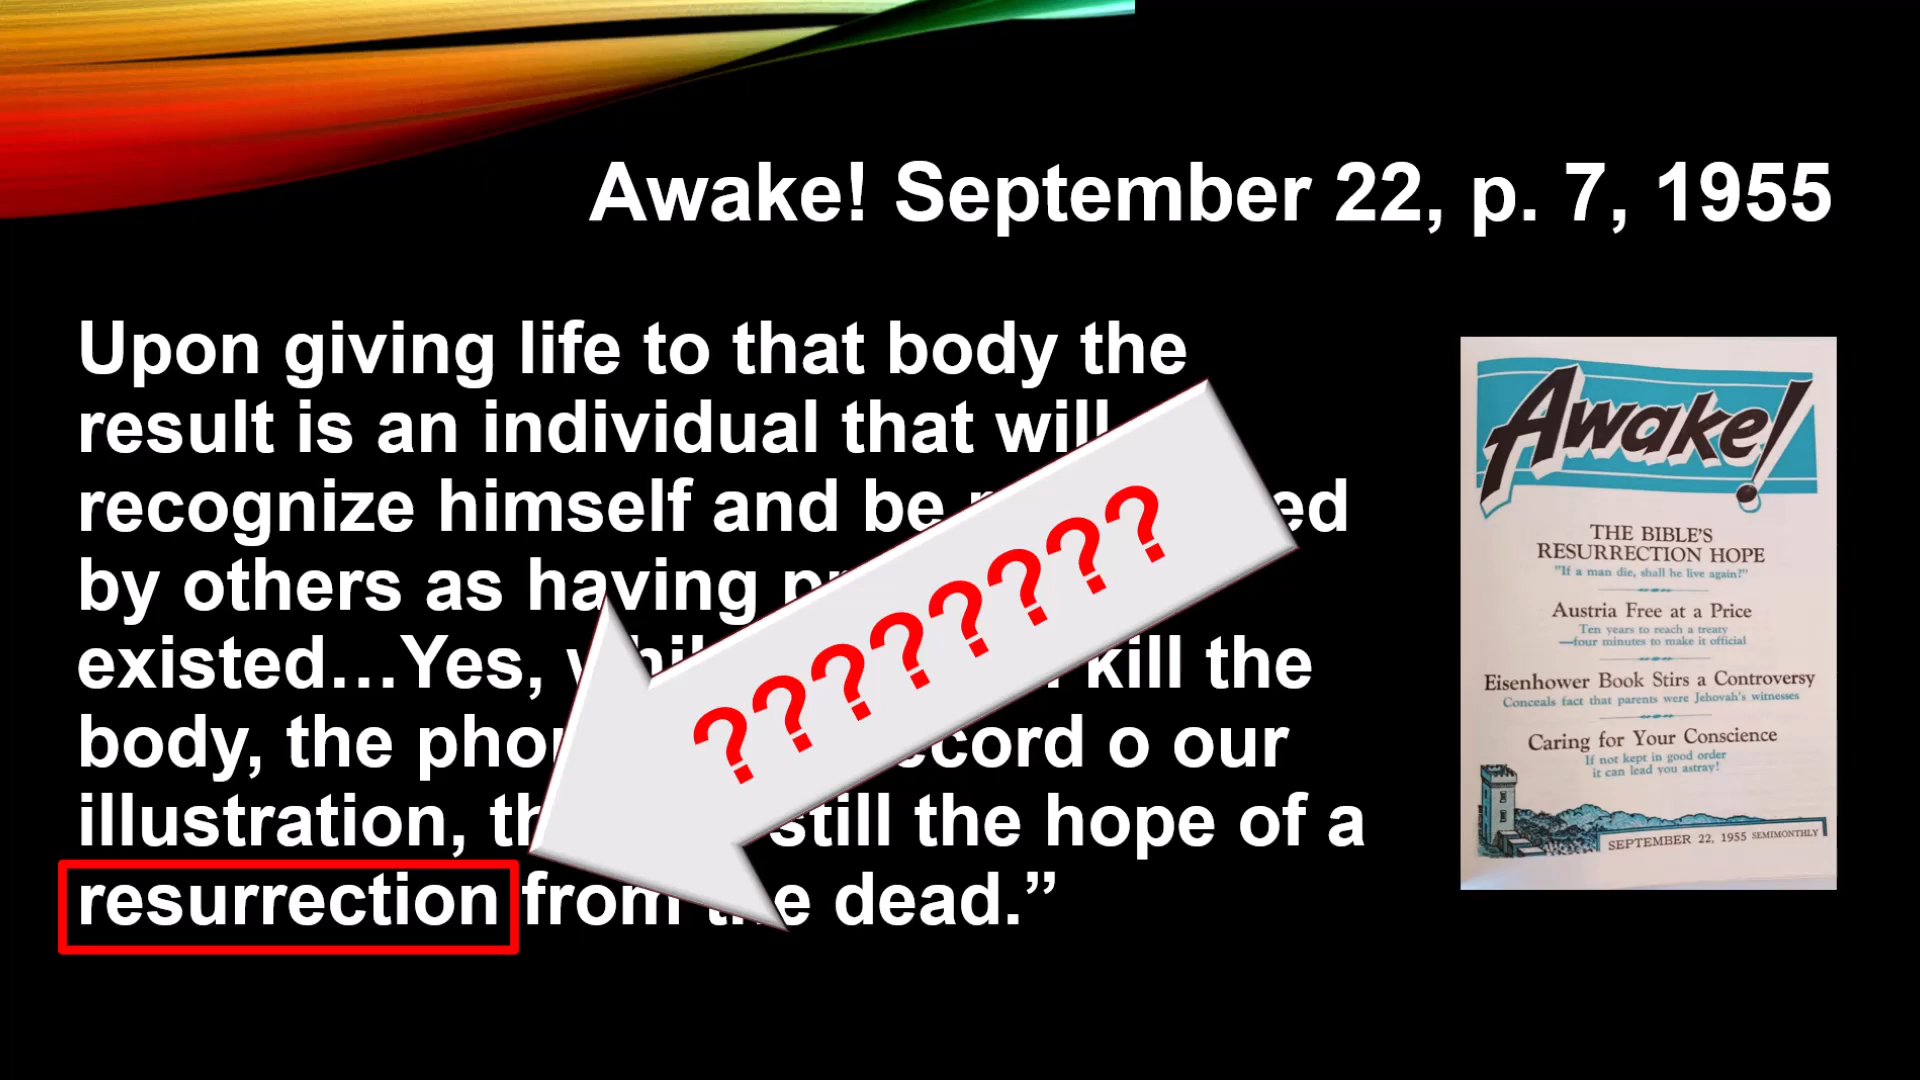 Awake! September 22, p. 7, 1955
Upon giving life to that body the
result is an individual that will
recognize himself and be
by others as having
existed…Yes,
kill the
body, the o our
illustration, still the hope of a
resurrection from the dead.”
????????
Awake!
THE BIBLE'S
RESURRECTION HOPE
"If a man die, shall he live again?"
Austria Free at a Price
Ten years to reach a treaty
—four minutes to make it official
Eisenhower Book Stirs a Controversy
Conceals fact that parents were Jehovah's witnesses
Caring for Your Conscience
If not kept in good order
it can lead you astray!
SEPTEMBER 22, 1955 SEMIMONTHLY